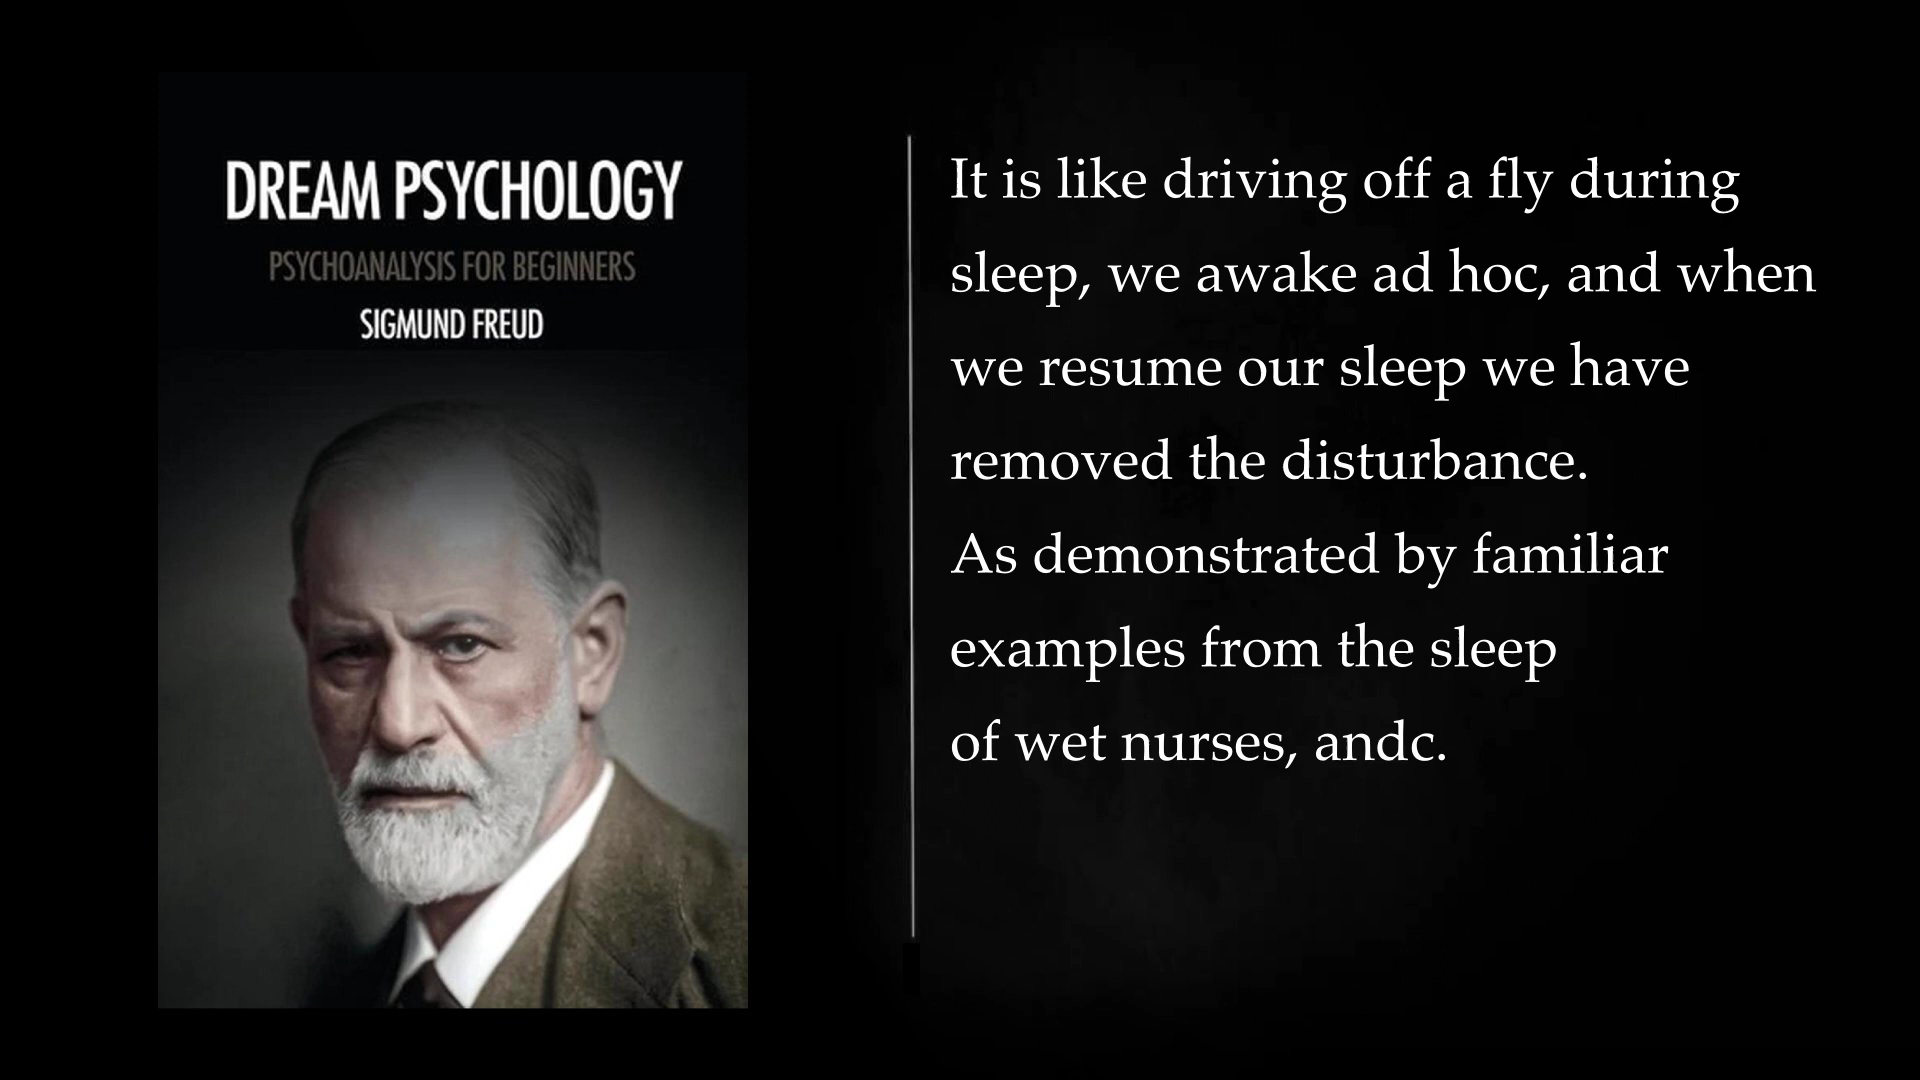 DREAM PSYCHOLOGY
PSYCHOANALYSIS FOR BEGINNERS
SIGMUND FREUD
It is like driving off a fly during
sleep, we awake ad hoc, and when
we resume our sleep we have
removed the disturbance.
As demonstrated by familiar
examples from the sleep
of wet nurses, andc.